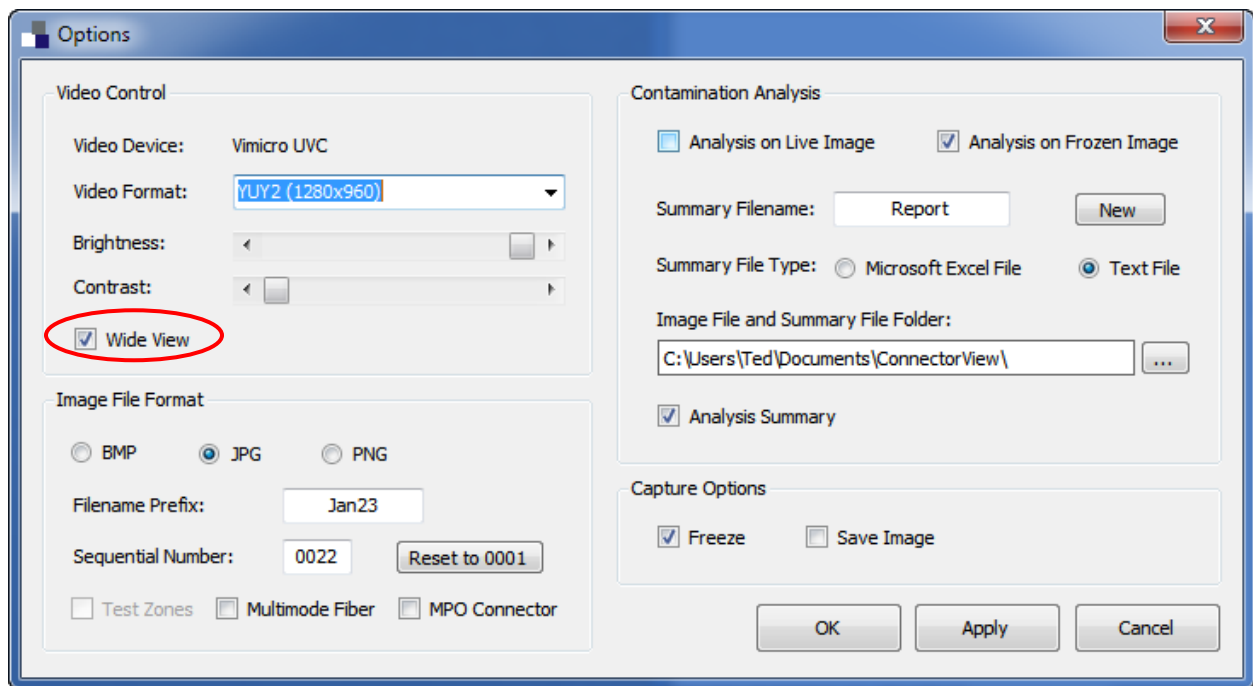 Options
Video Control
Video Device: Vimicro UVC
Video Format: YUY2 (1280x960)
Brightness:
Contrast:
Wide View
Image File Format
BMP JPG PNG
Filename Prefix: Jan23
Sequential Number: 0022 Reset to 0001
Test Zones Multimode Fiber MPO Connector
Contamination Analysis
Analysis on Live Image Analysis on Frozen Image
Summary Filename: Report New
Summary File Type: Microsoft Excel File Text File
Image File and Summary File Folder:
C:\Users\Ted\Documents\ConnectorView\ ...
Analysis Summary
Capture Options
Freeze Save Image
OK Apply Cancel